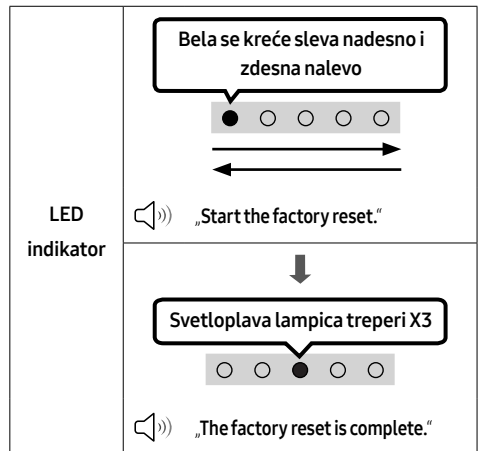 Bela se kreće sleva nadesno i
zdesna nalevo
LED
indikator
„Start the factory reset.“
Svetloplava lampica treperi X3
„The factory reset is complete.“